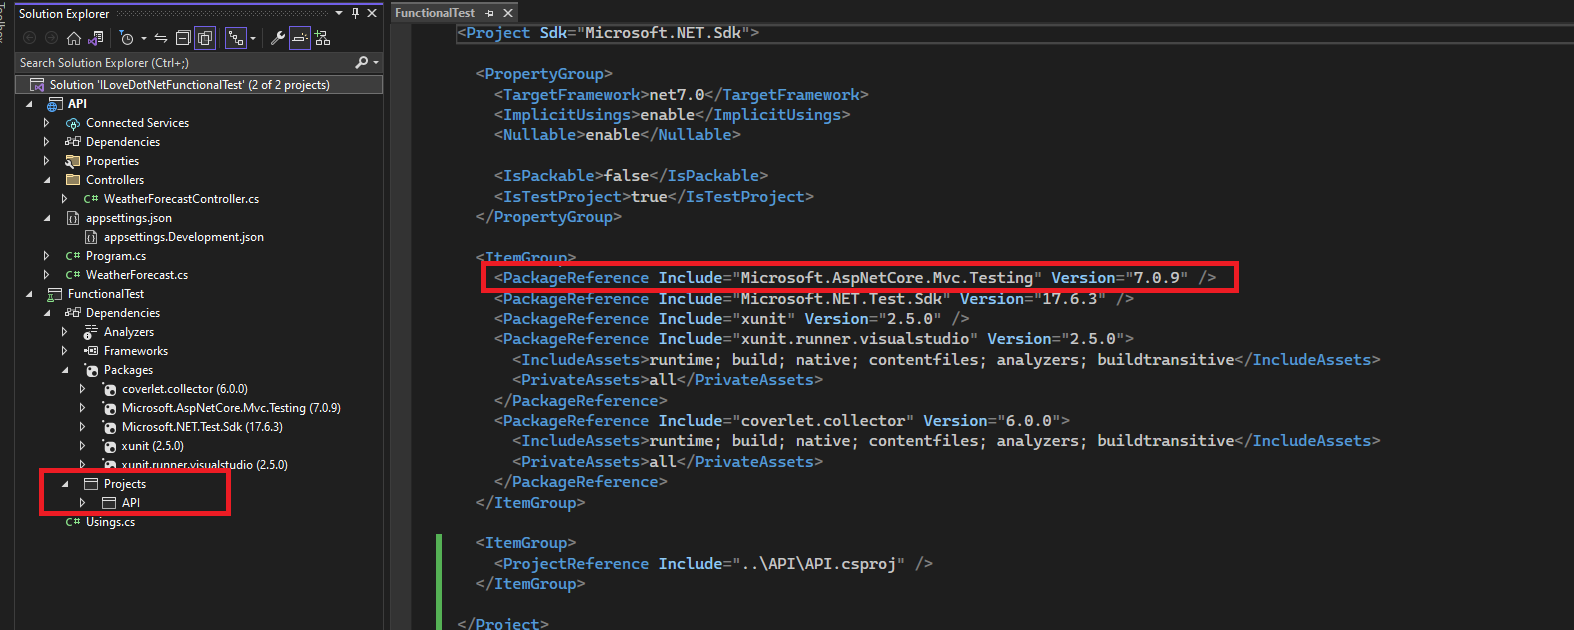 Solution Explorer
Search Solution Explorer (Ctrl+;)
Solution 'ILoveDotNetFunctionalTest' (2 of 2 projects)
API
Connected Services
Dependencies
Properties
Controllers
C# WeatherForecastController.cs
appsettings.json
appsettings.Development.json
C# Program.cs
C# WeatherForecast.cs
FunctionalTest
Dependencies
Analyzers
Frameworks
Packages
coverlet.collector (6.0.0)
Microsoft.AspNetCore.Mvc.Testing (7.0.9)
Microsoft.NET.Test.Sdk (17.6.3)
xunit (2.5.0)
xunit.runner.visualstudio (2.5.0)
Projects
API
C# Usings.cs
FunctionalTest
<Project Sdk="Microsoft.NET.Sdk">
<PropertyGroup>
<TargetFramework>net7.0</TargetFramework>
<ImplicitUsings>enable</ImplicitUsings>
<Nullable>enable</Nullable>
<IsPackable>false</IsPackable>
<IsTestProject>true</IsTestProject>
</PropertyGroup>
<ItemGroup>
<PackageReference Include="Microsoft.AspNetCore.Mvc.Testing" Version="7.0.9" />
<PackageReference Include="Microsoft.NET.Test.Sdk" Version="17.6.3" />
<PackageReference Include="xunit" Version="2.5.0" />
<PackageReference Include="xunit.runner.visualstudio" Version="2.5.0">
<IncludeAssets>runtime; build; native; contentfiles; analyzers; buildtransitive</IncludeAssets>
<PrivateAssets>all</PrivateAssets>
</PackageReference>
<PackageReference Include="coverlet.collector" Version="6.0.0">
<IncludeAssets>runtime; build; native; contentfiles; analyzers; buildtransitive</IncludeAssets>
<PrivateAssets>all</PrivateAssets>
</PackageReference>
</ItemGroup>
<ItemGroup>
<ProjectReference Include="..\API\API.csproj" />
</ItemGroup>
</Project>